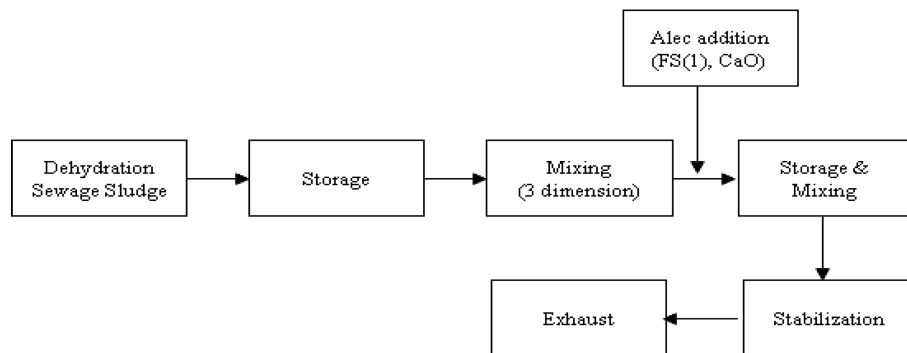 Alec addition
(FS(1), CaO)
Dehydration
Sewage Sludge
Storage
Mixing
(3 dimension)
Storage &
Mixing
Exhaust
Stabilization